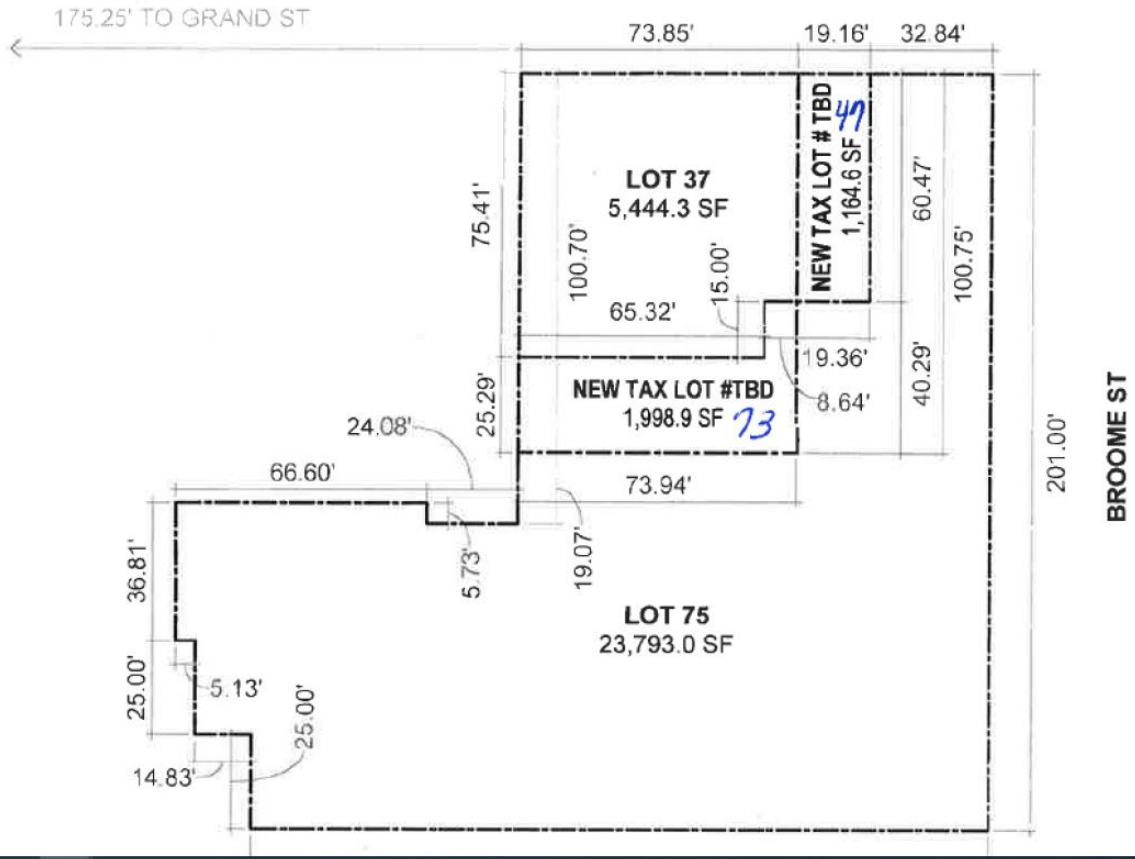 175.25' TO GRAND ST
73.85'
19.16'
32.84'
NEW TAX LOT # TBD
47
1,164.6 SF
LOT 37
5,444.3 SF
75.41'
100.70'
15.00'
60.47'
100.75'
65.32'
19.36'
8.64'
40.29'
25.29'
NEW TAX LOT #TBD
1,998.9 SF 73
24.08'
66.60'
73.94'
201.00'
BROOME ST
5.73'
19.07'
36.81'
LOT 75
23,793.0 SF
25.00'
5.13'
25.00'
14.83'